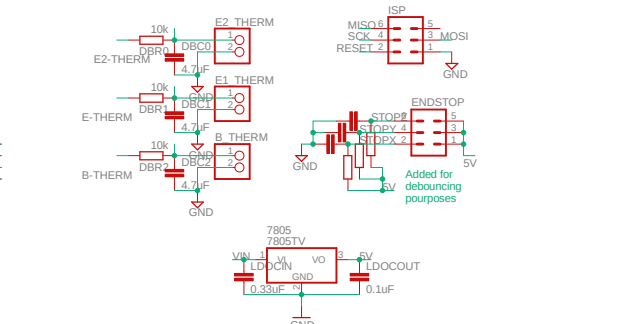 E2_THERM
10k
DBR0
DBC0
1
2
E2-THERM
4.7uF
GND
E1_THERM
10k
DBR1
DBC1
1
2
E-THERM
4.7uF
GND
B_THERM
10k
DBR2
DBC2
1
2
B-THERM
4.7uF
GND
ISP
MISO 6 5
SCK 4 3 MOSI
RESET 2 1
GND
ENDSTOP
STOPZ 5
STOPY 4 3
STOPX 2 1
GND
5V
5V
Added for
debouncing
pourposes
7805
7805TV
VIN 1 VI VO 3 5V
LDOCIN
LDOCOUT
GND
2
0.33uF
0.1uF
GND